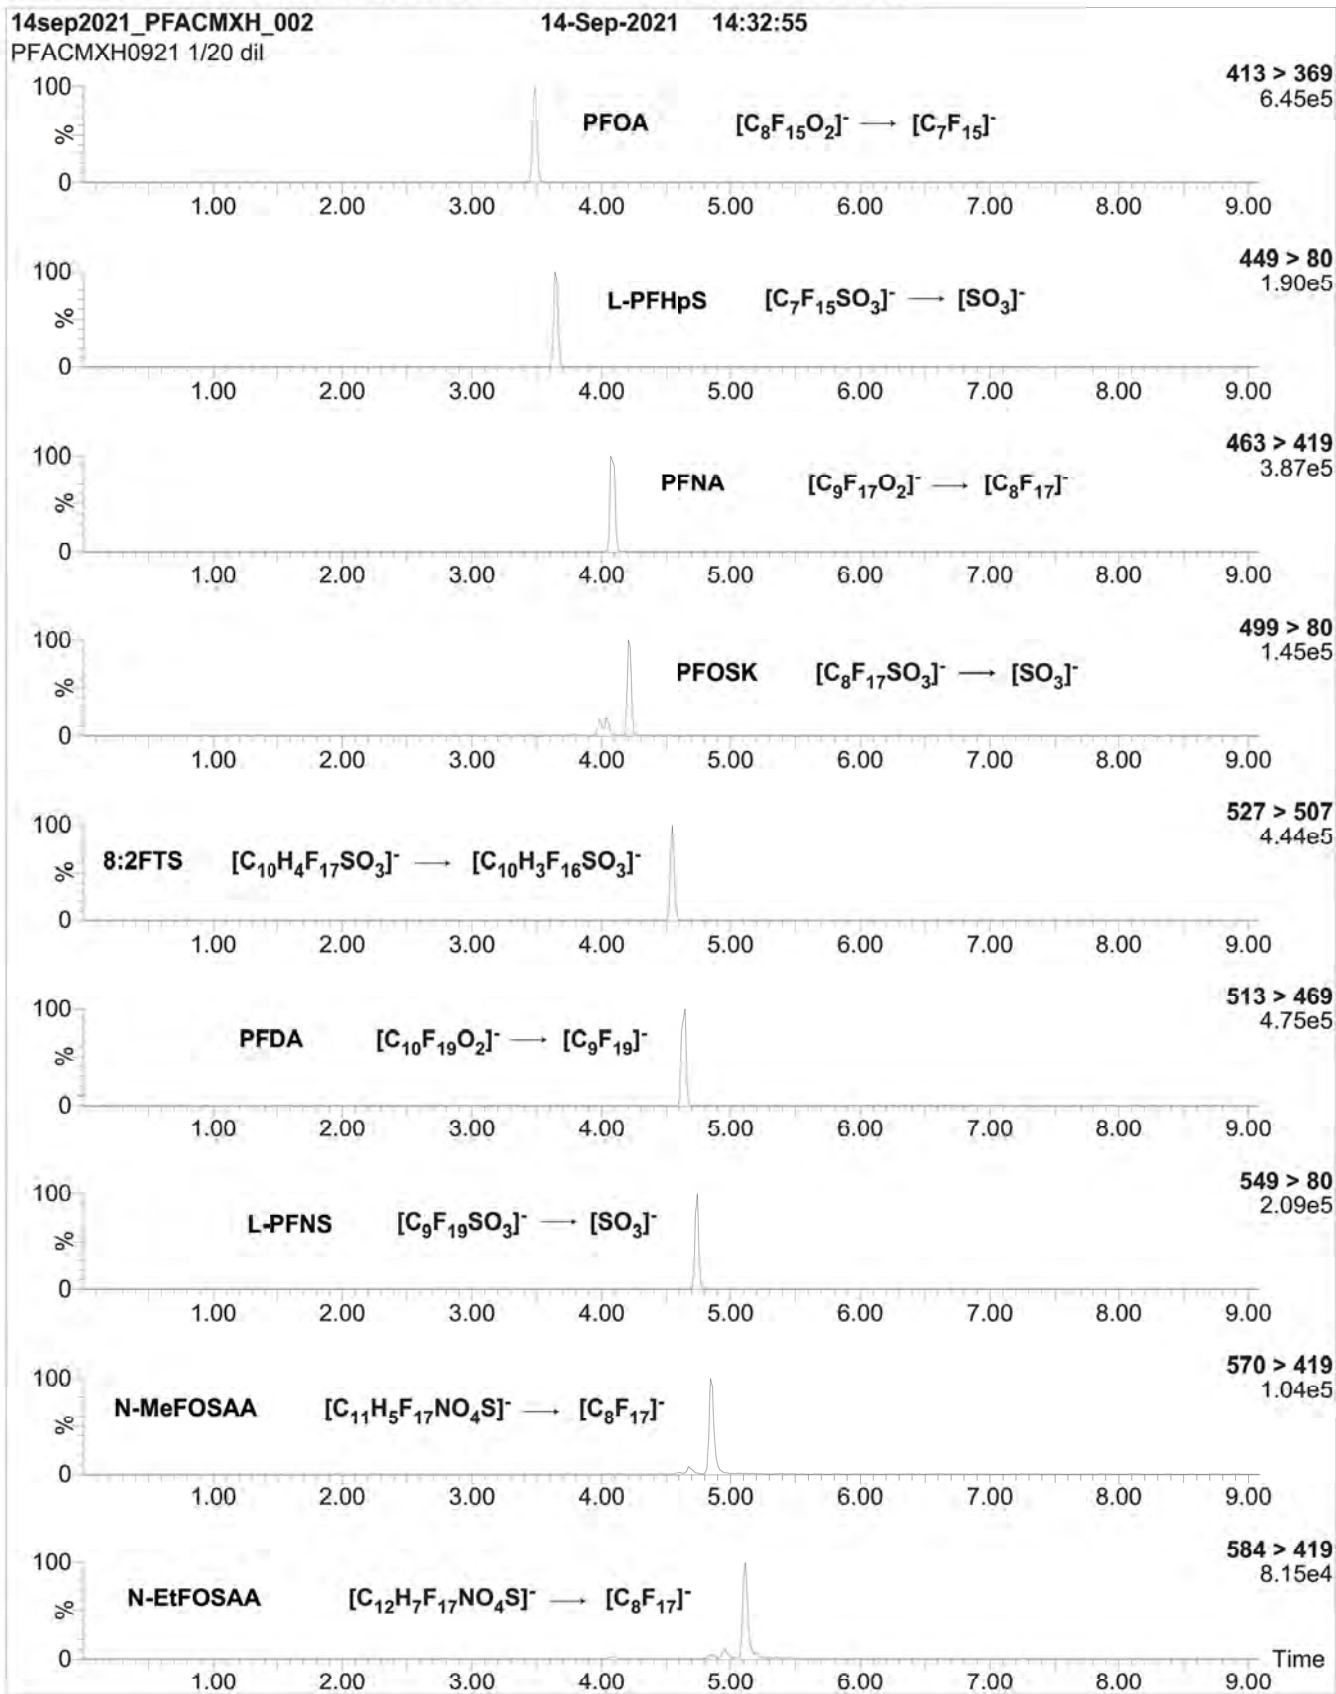 14sep2021_PFACMXH_002 14-Sep-2021 14:32:55
PFACMXH0921 1/20 dil
413 > 369
6.45e5
100
%
0
PFOA [C₈F₁₅O₂]⁻ → [C₇F₁₅]⁻
1.00 2.00 3.00 4.00 5.00 6.00 7.00 8.00 9.00
449 > 80
1.90e5
100
%
0
L-PFHpS [C₇F₁₅SO₃]⁻ → [SO₃]⁻
1.00 2.00 3.00 4.00 5.00 6.00 7.00 8.00 9.00
463 > 419
3.87e5
100
%
0
PFNA [C₉F₁₇O₂]⁻ → [C₈F₁₇]⁻
1.00 2.00 3.00 4.00 5.00 6.00 7.00 8.00 9.00
499 > 80
1.45e5
100
%
0
PFOSK [C₈F₁₇SO₃]⁻ → [SO₃]⁻
1.00 2.00 3.00 4.00 5.00 6.00 7.00 8.00 9.00
527 > 507
4.44e5
100
%
0
8:2FTS [C₁₀H₄F₁₇SO₃]⁻ → [C₁₀H₃F₁₆SO₃]⁻
1.00 2.00 3.00 4.00 5.00 6.00 7.00 8.00 9.00
513 > 469
4.75e5
100
%
0
PFDA [C₁₀F₁₉O₂]⁻ → [C₉F₁₉]⁻
1.00 2.00 3.00 4.00 5.00 6.00 7.00 8.00 9.00
549 > 80
2.09e5
100
%
0
L-PFNS [C₉F₁₉SO₃]⁻ → [SO₃]⁻
1.00 2.00 3.00 4.00 5.00 6.00 7.00 8.00 9.00
570 > 419
1.04e5
100
%
0
N-MeFOSAA [C₁₁H₅F₁₇NO₄S]⁻ → [C₈F₁₇]⁻
1.00 2.00 3.00 4.00 5.00 6.00 7.00 8.00 9.00
584 > 419
8.15e4
100
%
0
N-EtFOSAA [C₁₂H₇F₁₇NO₄S]⁻ → [C₈F₁₇]⁻
Time
1.00 2.00 3.00 4.00 5.00 6.00 7.00 8.00 9.00